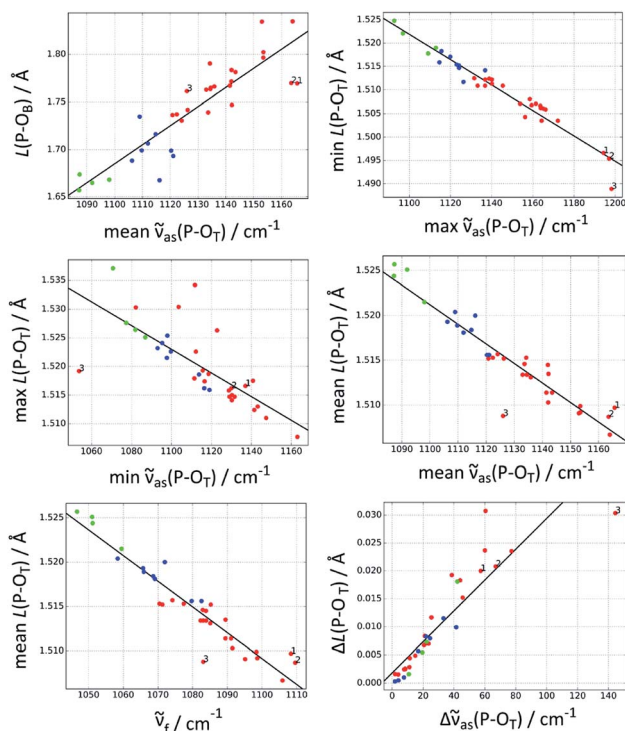 L(P-O_B) / Å
1.80
1.75
1.70
1.65
3
21
1090 1100 1110 1120 1130 1140 1150 1160
mean ν̃_as(P-O_T) / cm⁻¹
min L(P-O_T) / Å
1.525
1.520
1.515
1.510
1.505
1.500
1.495
1.490
1
2
3
1100 1120 1140 1160 1180 1200
max ν̃_as(P-O_T) / cm⁻¹
max L(P-O_T) / Å
1.535
1.530
1.525
1.520
1.515
1.510
3
2 1
1060 1080 1100 1120 1140 1160
min ν̃_as(P-O_T) / cm⁻¹
mean L(P-O_T) / Å
1.525
1.520
1.515
1.510
3
1
2
1090 1100 1110 1120 1130 1140 1150 1160
mean ν̃_as(P-O_T) / cm⁻¹
mean L(P-O_T) / Å
1.525
1.520
1.515
1.510
3
1
2
1050 1060 1070 1080 1090 1100 1110
ν̃_f / cm⁻¹
ΔL(P-O_T) / Å
0.030
0.025
0.020
0.015
0.010
0.005
0.000
3
1
2
0 20 40 60 80 100 120 140
Δν̃_as(P-O_T) / cm⁻¹